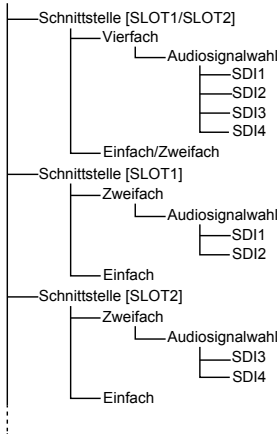 Schnittstelle [SLOT1/SLOT2]
Vierfach
Audiosignalwahl
SDI1
SDI2
SDI3
SDI4
Einfach/Zweifach
Schnittstelle [SLOT1]
Zweifach
Audiosignalwahl
SDI1
SDI2
Einfach
Schnittstelle [SLOT2]
Zweifach
Audiosignalwahl
SDI3
SDI4
Einfach